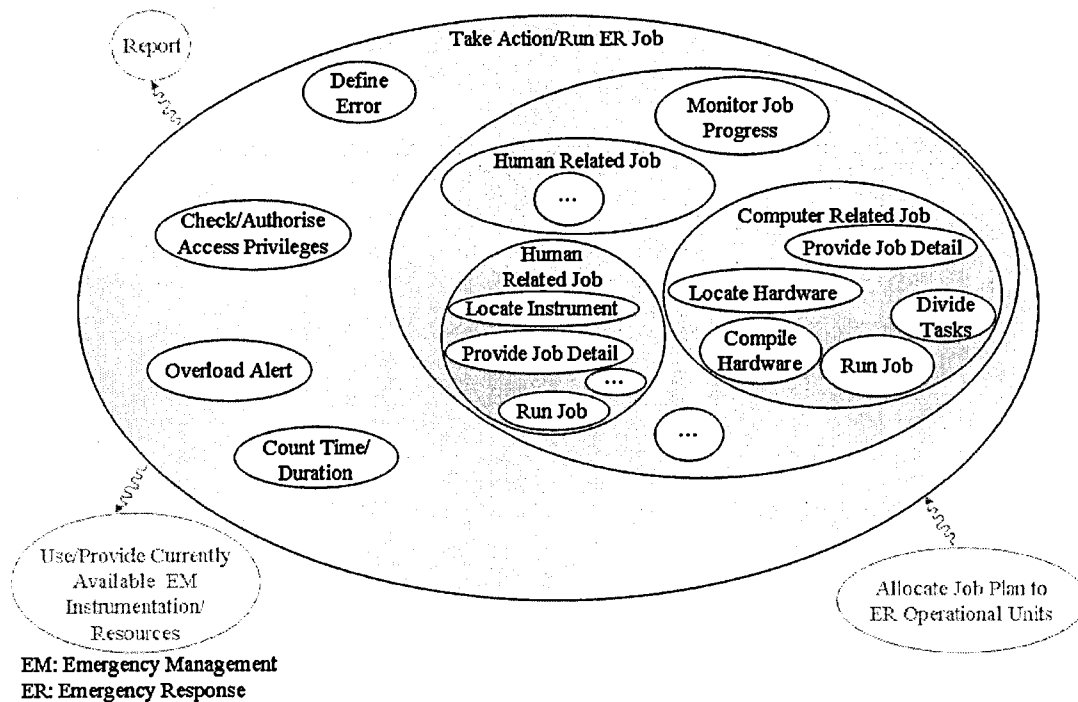 Report
Take Action/Run ER Job
Define
Error
Monitor Job
Progress
Human Related Job
...
Check/Authorise
Access Privileges
Computer Related Job
Provide Job Detail
Human
Related Job
Locate Instrument
Locate Hardware
Divide
Tasks
Provide Job Detail
Compile
Hardware
Run Job
Overload Alert
...
Run Job
...
Count Time/
Duration
Use/Provide Currently
Available EM
Instrumentation/
Resources
Allocate Job Plan to
ER Operational Units
EM: Emergency Management
ER: Emergency Response